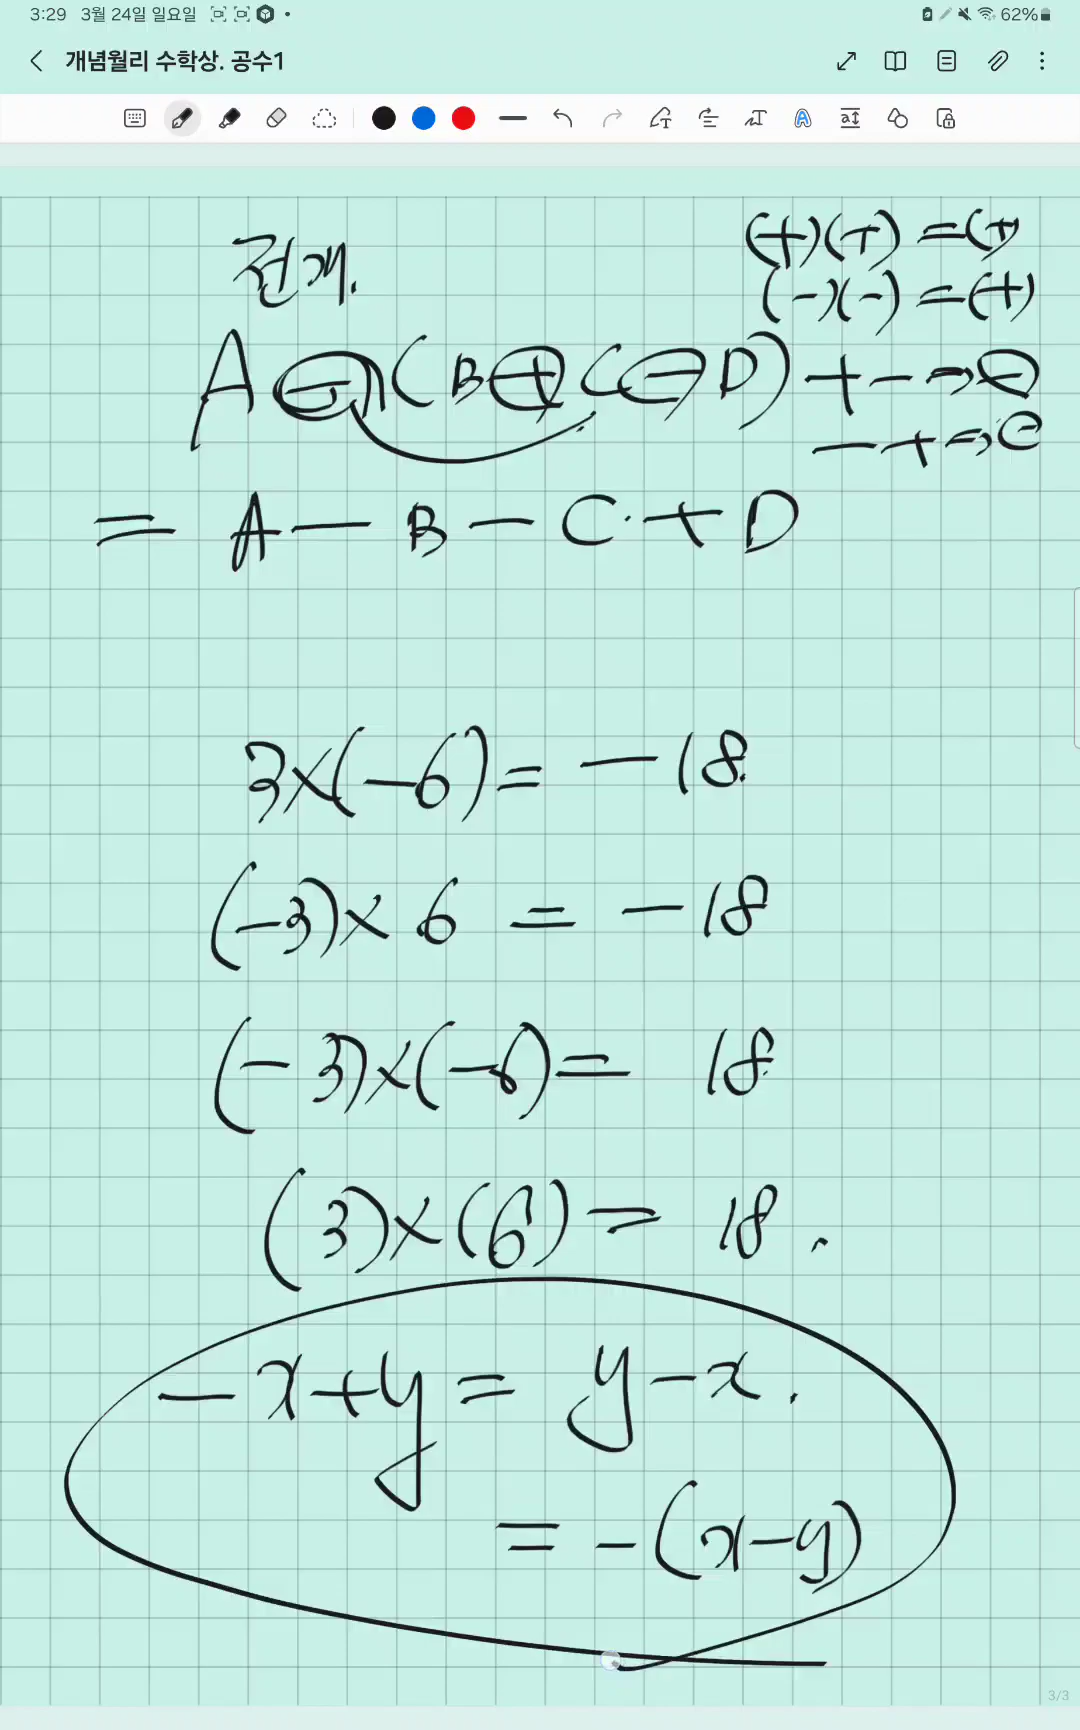 3:29 3월 24일 일요일
62%
개념월리 수학상. 공수1
전개.
(+)(+) = (+)
(-)(-) = (+)
A ⊖ (B ⊕ C ⊖ D)
+ - → ⊖
- + → ⊖
= A - B - C + D
3×(-6) = -18.
(-3)× 6 = -18
(-3)×(-6) = 18.
(3)×(6) = 18.
-x+y = y-x.
= -(x-y)
3/3